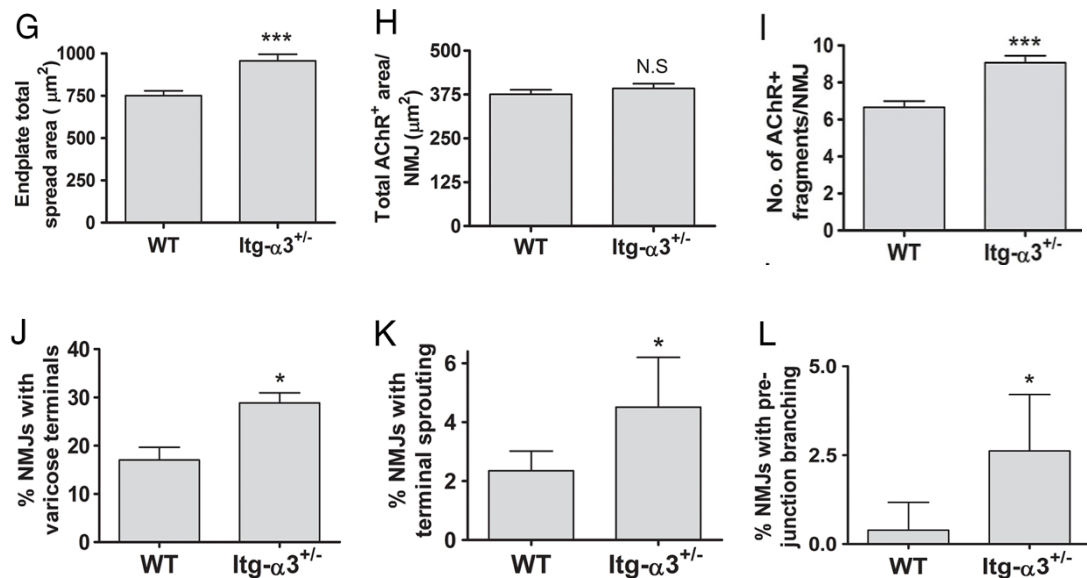 G
Endplate total
spread area ( μm²)
1000
750
500
250
0
***
WT
Itg-α3⁺/⁻
H
Total AChR⁺ area/
NMJ (μm²)
500
375
250
125
0
N.S
WT
Itg-α3⁺/⁻
I
No. of AChR+
fragments/NMJ
10
8
6
4
2
0
***
WT
Itg-α3⁺/⁻
J
% NMJs with
varicose terminals
40
30
20
10
0
*
WT
Itg-α3⁺/⁻
K
% NMJs with
terminal sprouting
6
4
2
0
*
WT
Itg-α3⁺/⁻
L
% NMJs with pre-
junction branching
5.0
2.5
0.0
*
WT
Itg-α3⁺/⁻